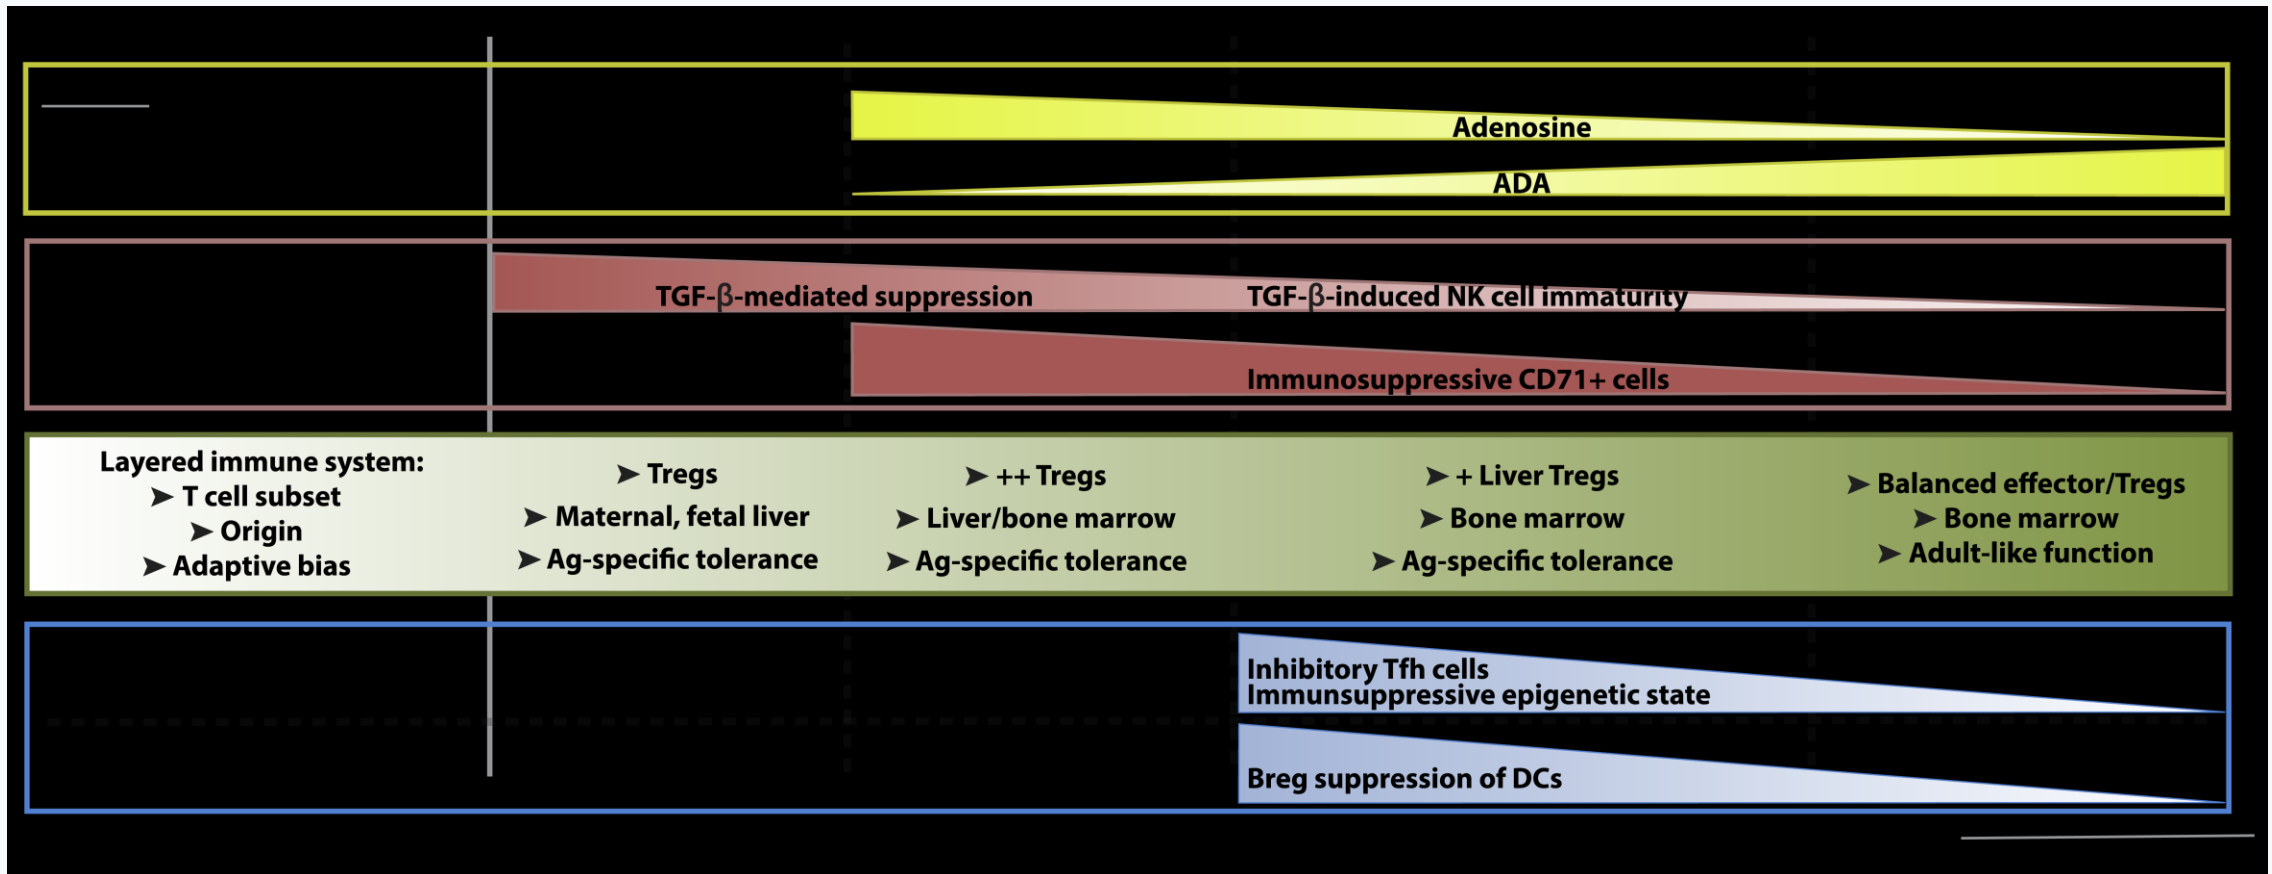 Adenosine
ADA
TGF-β-mediated suppression
TGF-β-induced NK cell immaturity
Immunosuppressive CD71+ cells
Layered immune system:
➤ T cell subset
➤ Origin
➤ Adaptive bias
➤ Tregs
➤ Maternal, fetal liver
➤ Ag-specific tolerance
➤ ++ Tregs
➤ Liver/bone marrow
➤ Ag-specific tolerance
➤ + Liver Tregs
➤ Bone marrow
➤ Ag-specific tolerance
➤ Balanced effector/Tregs
➤ Bone marrow
➤ Adult-like function
Inhibitory Tfh cells
Immunsuppressive epigenetic state
Breg suppression of DCs